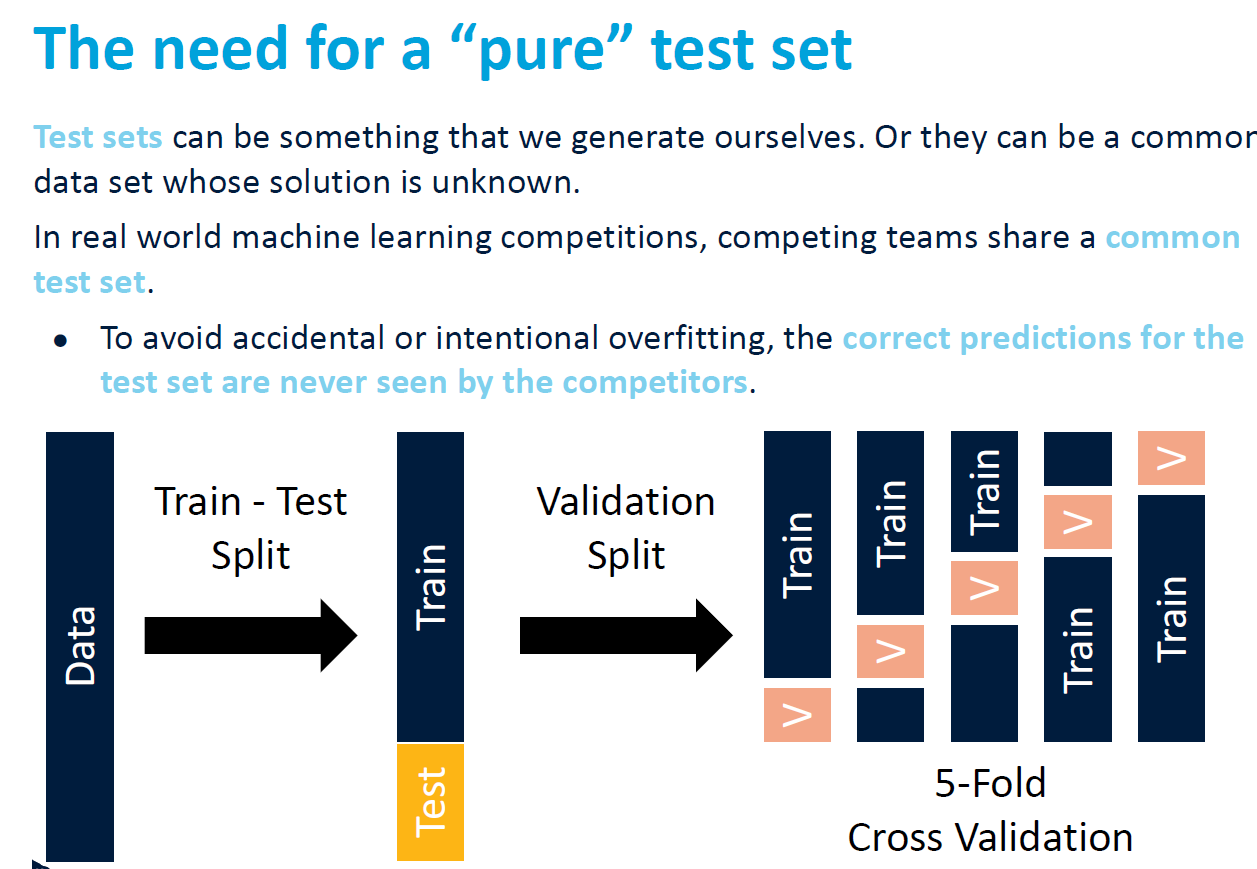 The need for a “pure” test set
Test sets can be something that we generate ourselves. Or they can be a common
data set whose solution is unknown.
In real world machine learning competitions, competing teams share a common
test set.
● To avoid accidental or intentional overfitting, the correct predictions for the
test set are never seen by the competitors.
Data
Train - Test
Split
Train
Test
Validation
Split
Train
V
Train
V
Train
V
V
Train
V
Train
5-Fold
Cross Validation